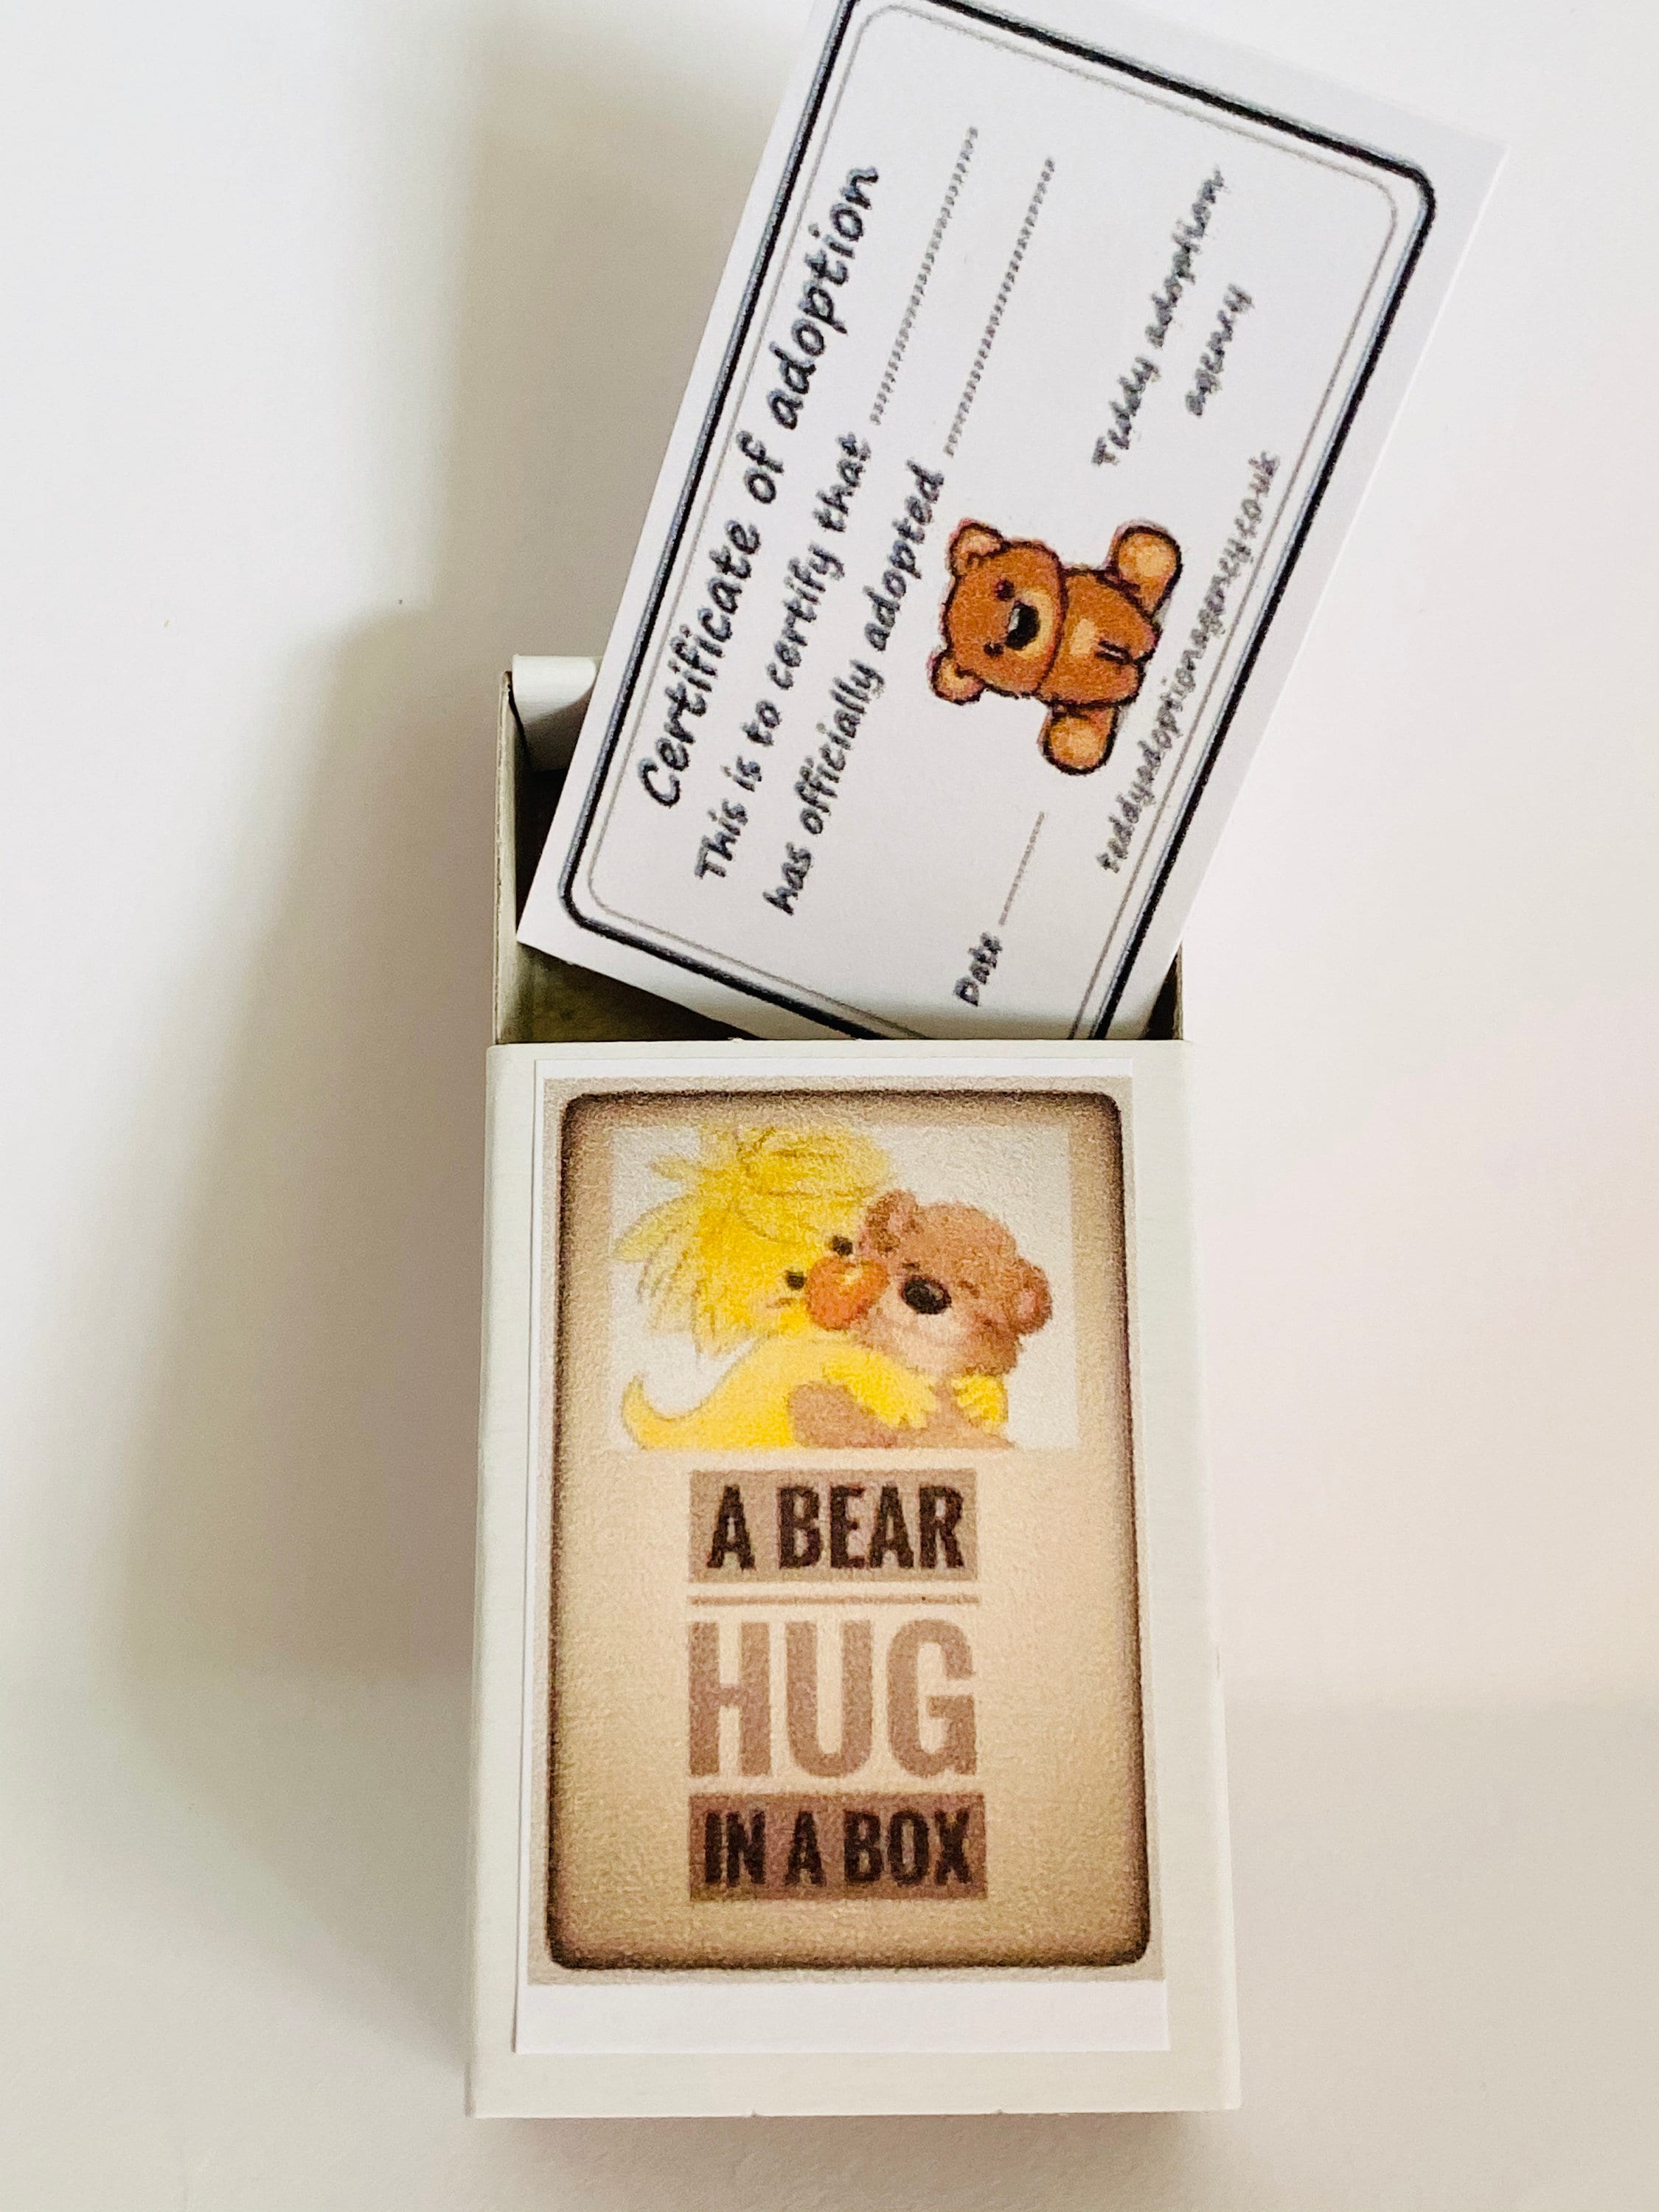 Certificate of adoption
This is to certify that ........................
has officially adopted ........................
Teddy adoption
agency
Date ________
teddyadoptionagency.co.uk
A BEAR
HUG
IN A BOX